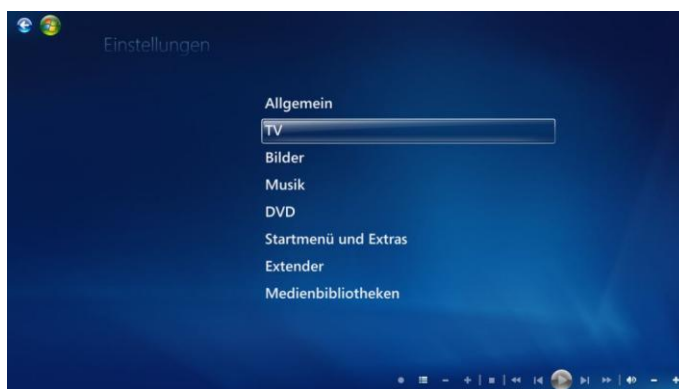 Einstellungen
Allgemein
TV
Bilder
Musik
DVD
Startmenü und Extras
Extender
Medienbibliotheken